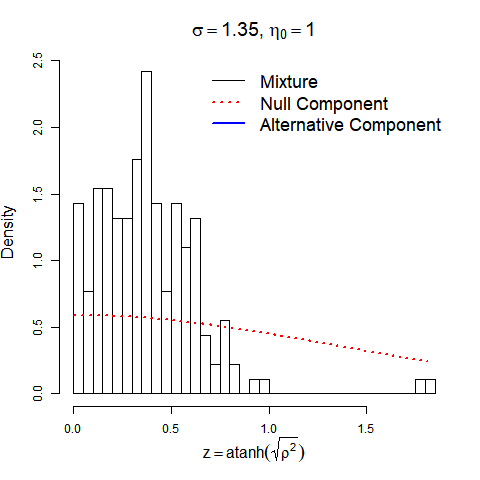 σ = 1.35, η₀ = 1
Mixture
Null Component
Alternative Component
Density
2.5
2.0
1.5
1.0
0.5
0.0
0.0 0.5 1.0 1.5
z = atanh(√ρ²)